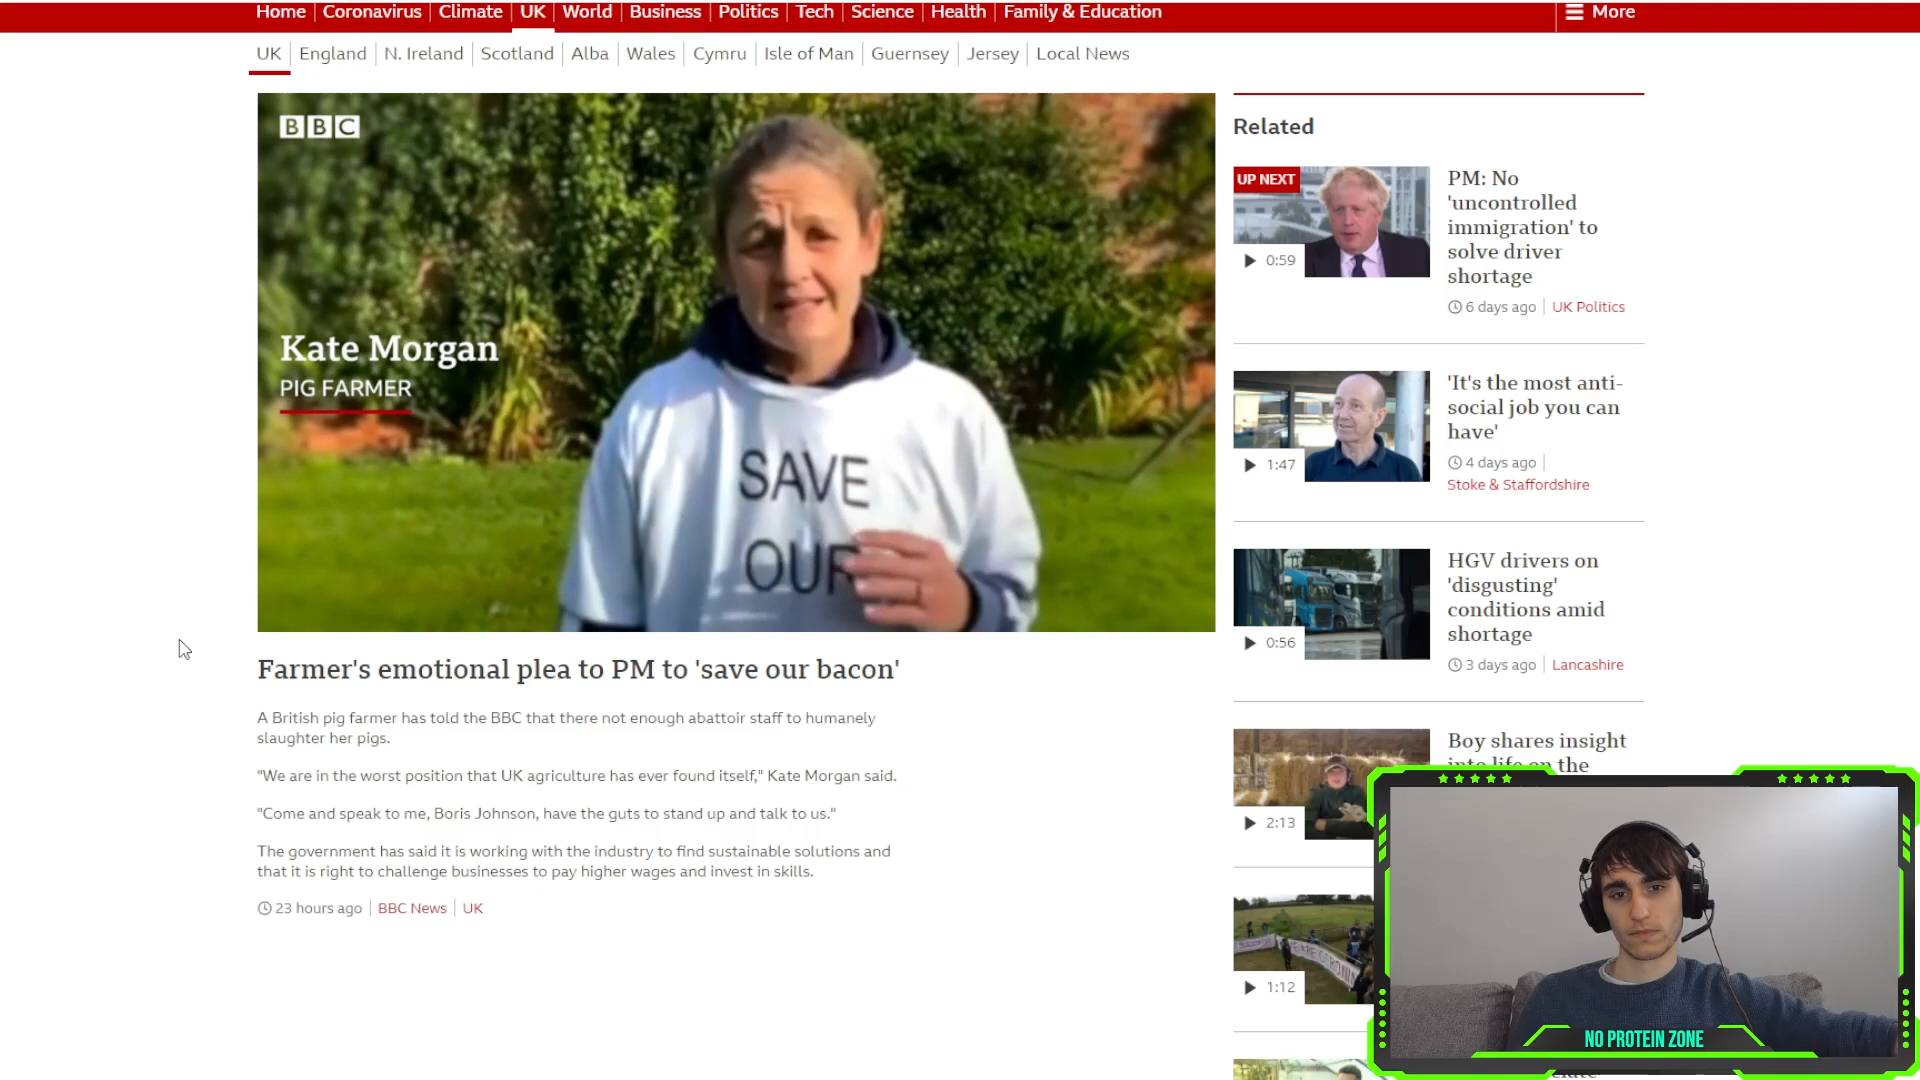 Home Coronavirus Climate UK World Business Politics Tech Science Health Family & Education More
UK England N. Ireland Scotland Alba Wales Cymru Isle of Man Guernsey Jersey Local News
BBC
Kate Morgan
PIG FARMER
SAVE
OUR
Farmer's emotional plea to PM to 'save our bacon'
A British pig farmer has told the BBC that there not enough abattoir staff to humanely
slaughter her pigs.
"We are in the worst position that UK agriculture has ever found itself," Kate Morgan said.
"Come and speak to me, Boris Johnson, have the guts to stand up and talk to us."
The government has said it is working with the industry to find sustainable solutions and
that it is right to challenge businesses to pay higher wages and invest in skills.
23 hours ago BBC News UK
Related
UP NEXT
0:59
PM: No
'uncontrolled
immigration' to
solve driver
shortage
6 days ago UK Politics
1:47
'It's the most anti-
social job you can
have'
4 days ago
Stoke & Staffordshire
0:56
HGV drivers on
'disgusting'
conditions amid
shortage
3 days ago Lancashire
2:13
Boy shares insight
into life on the
1:12
NO PROTEIN ZONE